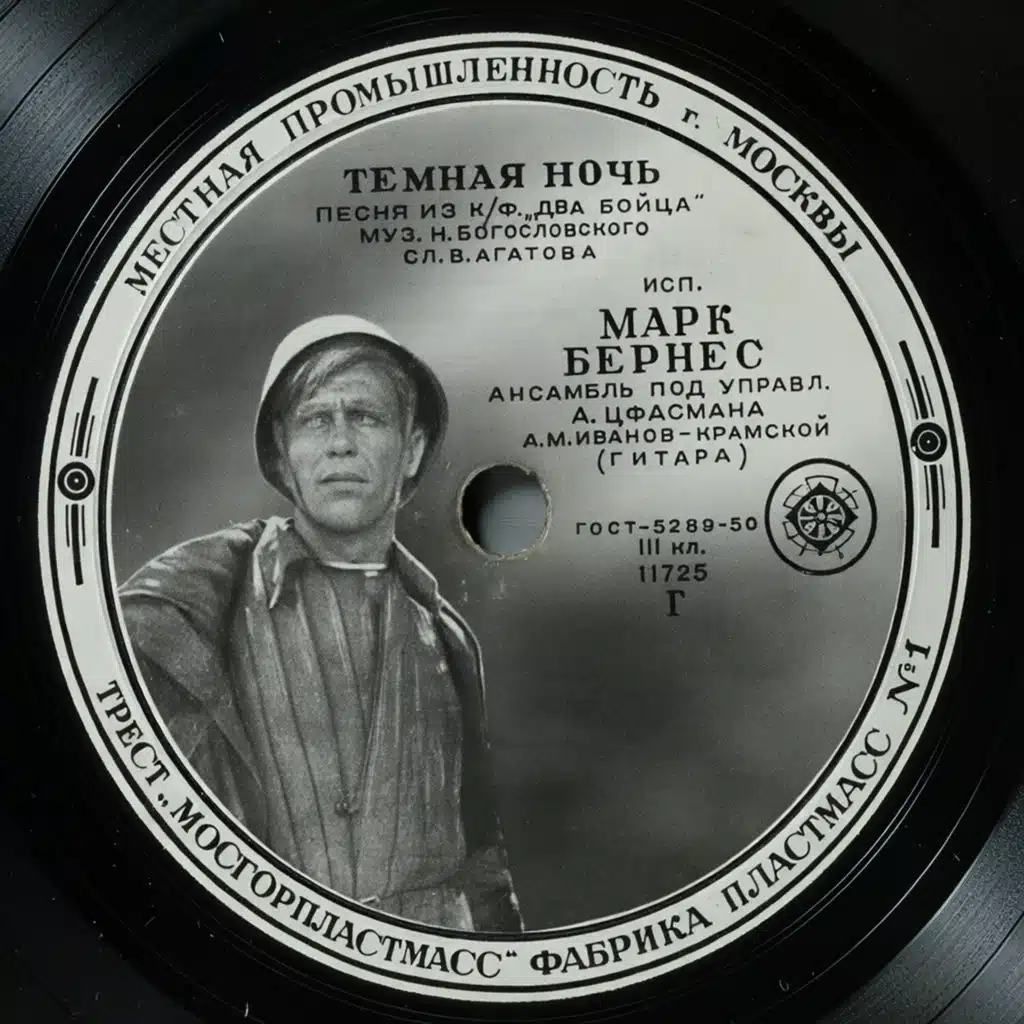 МЕСТНАЯ ПРОМЫШЛЕННОСТЬ г. МОСКВЫ
ТЕМНАЯ НОЧЬ
ПЕСНЯ ИЗ К/Ф. „ДВА БОЙЦА“
МУЗ. Н. БОГОСЛОВСКОГО
СЛ. В. АГАТОВА
ИСП.
МАРК
БЕРНЕС
АНСАМБЛЬ ПОД УПРАВЛ.
А. ЦФАСМАНА
А.М.ИВАНОВ-КРАМСКОЙ
(ГИТАРА)
ГОСТ-5289-50
III кл.
11725
Г
ТРЕСТ „МОСГОРПЛАСТМАСС“ ФАБРИКА ПЛАСТМАСС №1